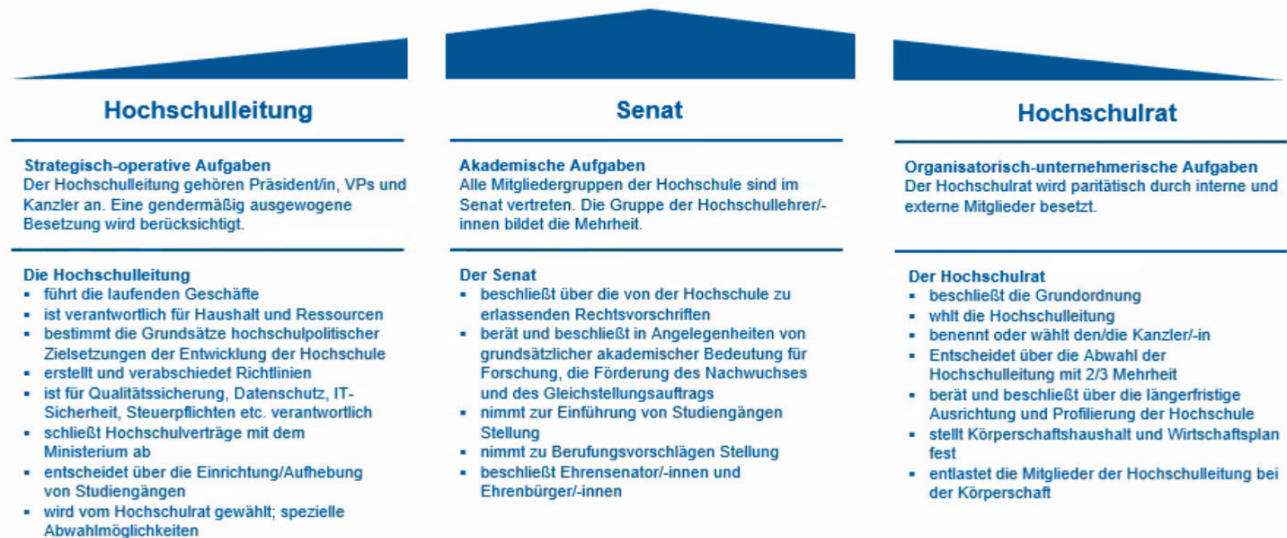 Hochschulleitung
Strategisch-operative Aufgaben
Der Hochschulleitung gehören Präsident/in, VPs und
Kanzler an. Eine gendermäßig ausgewogene
Besetzung wird berücksichtigt.
Die Hochschulleitung
▪ führt die laufenden Geschäfte
▪ ist verantwortlich für Haushalt und Ressourcen
▪ bestimmt die Grundsätze hochschulpolitischer
Zielsetzungen der Entwicklung der Hochschule
▪ erstellt und verabschiedet Richtlinien
▪ ist für Qualitätssicherung, Datenschutz, IT-
Sicherheit, Steuerpflichten etc. verantwortlich
▪ schließt Hochschulverträge mit dem
Ministerium ab
▪ entscheidet über die Einrichtung/Aufhebung
von Studiengängen
▪ wird vom Hochschulrat gewählt; spezielle
Abwahlmöglichkeiten
Senat
Akademische Aufgaben
Alle Mitgliedergruppen der Hochschule sind im
Senat vertreten. Die Gruppe der Hochschullehrer/-
innen bildet die Mehrheit.
Der Senat
▪ beschließt über die von der Hochschule zu
erlassenden Rechtsvorschriften
▪ berät und beschließt in Angelegenheiten von
grundsätzlicher akademischer Bedeutung für
Forschung, die Förderung des Nachwuchses
und des Gleichstellungsauftrags
▪ nimmt zur Einführung von Studiengängen
Stellung
▪ nimmt zu Berufungsvorschlägen Stellung
▪ beschließt Ehrensenator/-innen und
Ehrenbürger/-innen
Hochschulrat
Organisatorisch-unternehmerische Aufgaben
Der Hochschulrat wird paritätisch durch interne und
externe Mitglieder besetzt.
Der Hochschulrat
▪ beschließt die Grundordnung
▪ whlt die Hochschulleitung
▪ benennt oder wählt den/die Kanzler/-in
▪ Entscheidet über die Abwahl der
Hochschulleitung mit 2/3 Mehrheit
▪ berät und beschließt über die längerfristige
Ausrichtung und Profilierung der Hochschule
▪ stellt Körperschaftshaushalt und Wirtschaftsplan
fest
▪ entlastet die Mitglieder der Hochschulleitung bei
der Körperschaft